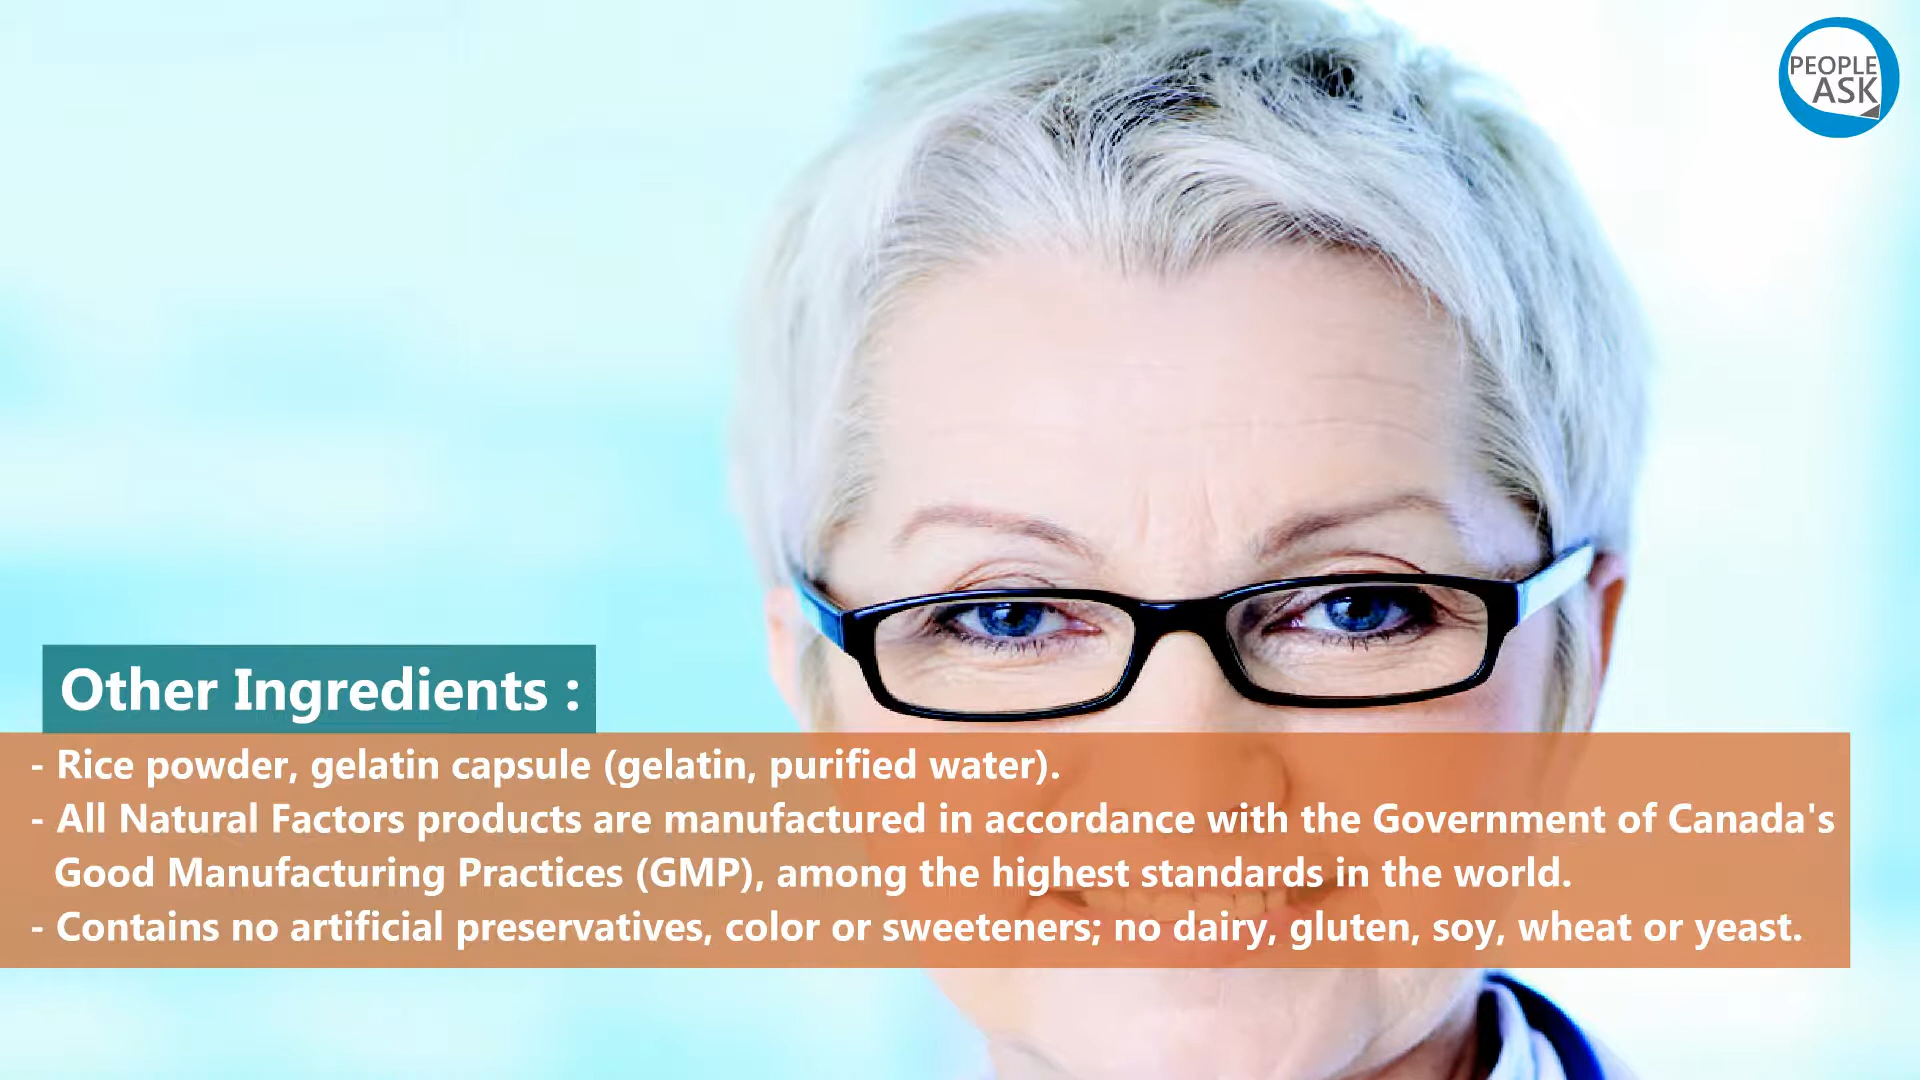 PEOPLE
ASK
Other Ingredients :
- Rice powder, gelatin capsule (gelatin, purified water).
- All Natural Factors products are manufactured in accordance with the Government of Canada's
Good Manufacturing Practices (GMP), among the highest standards in the world.
- Contains no artificial preservatives, color or sweeteners; no dairy, gluten, soy, wheat or yeast.